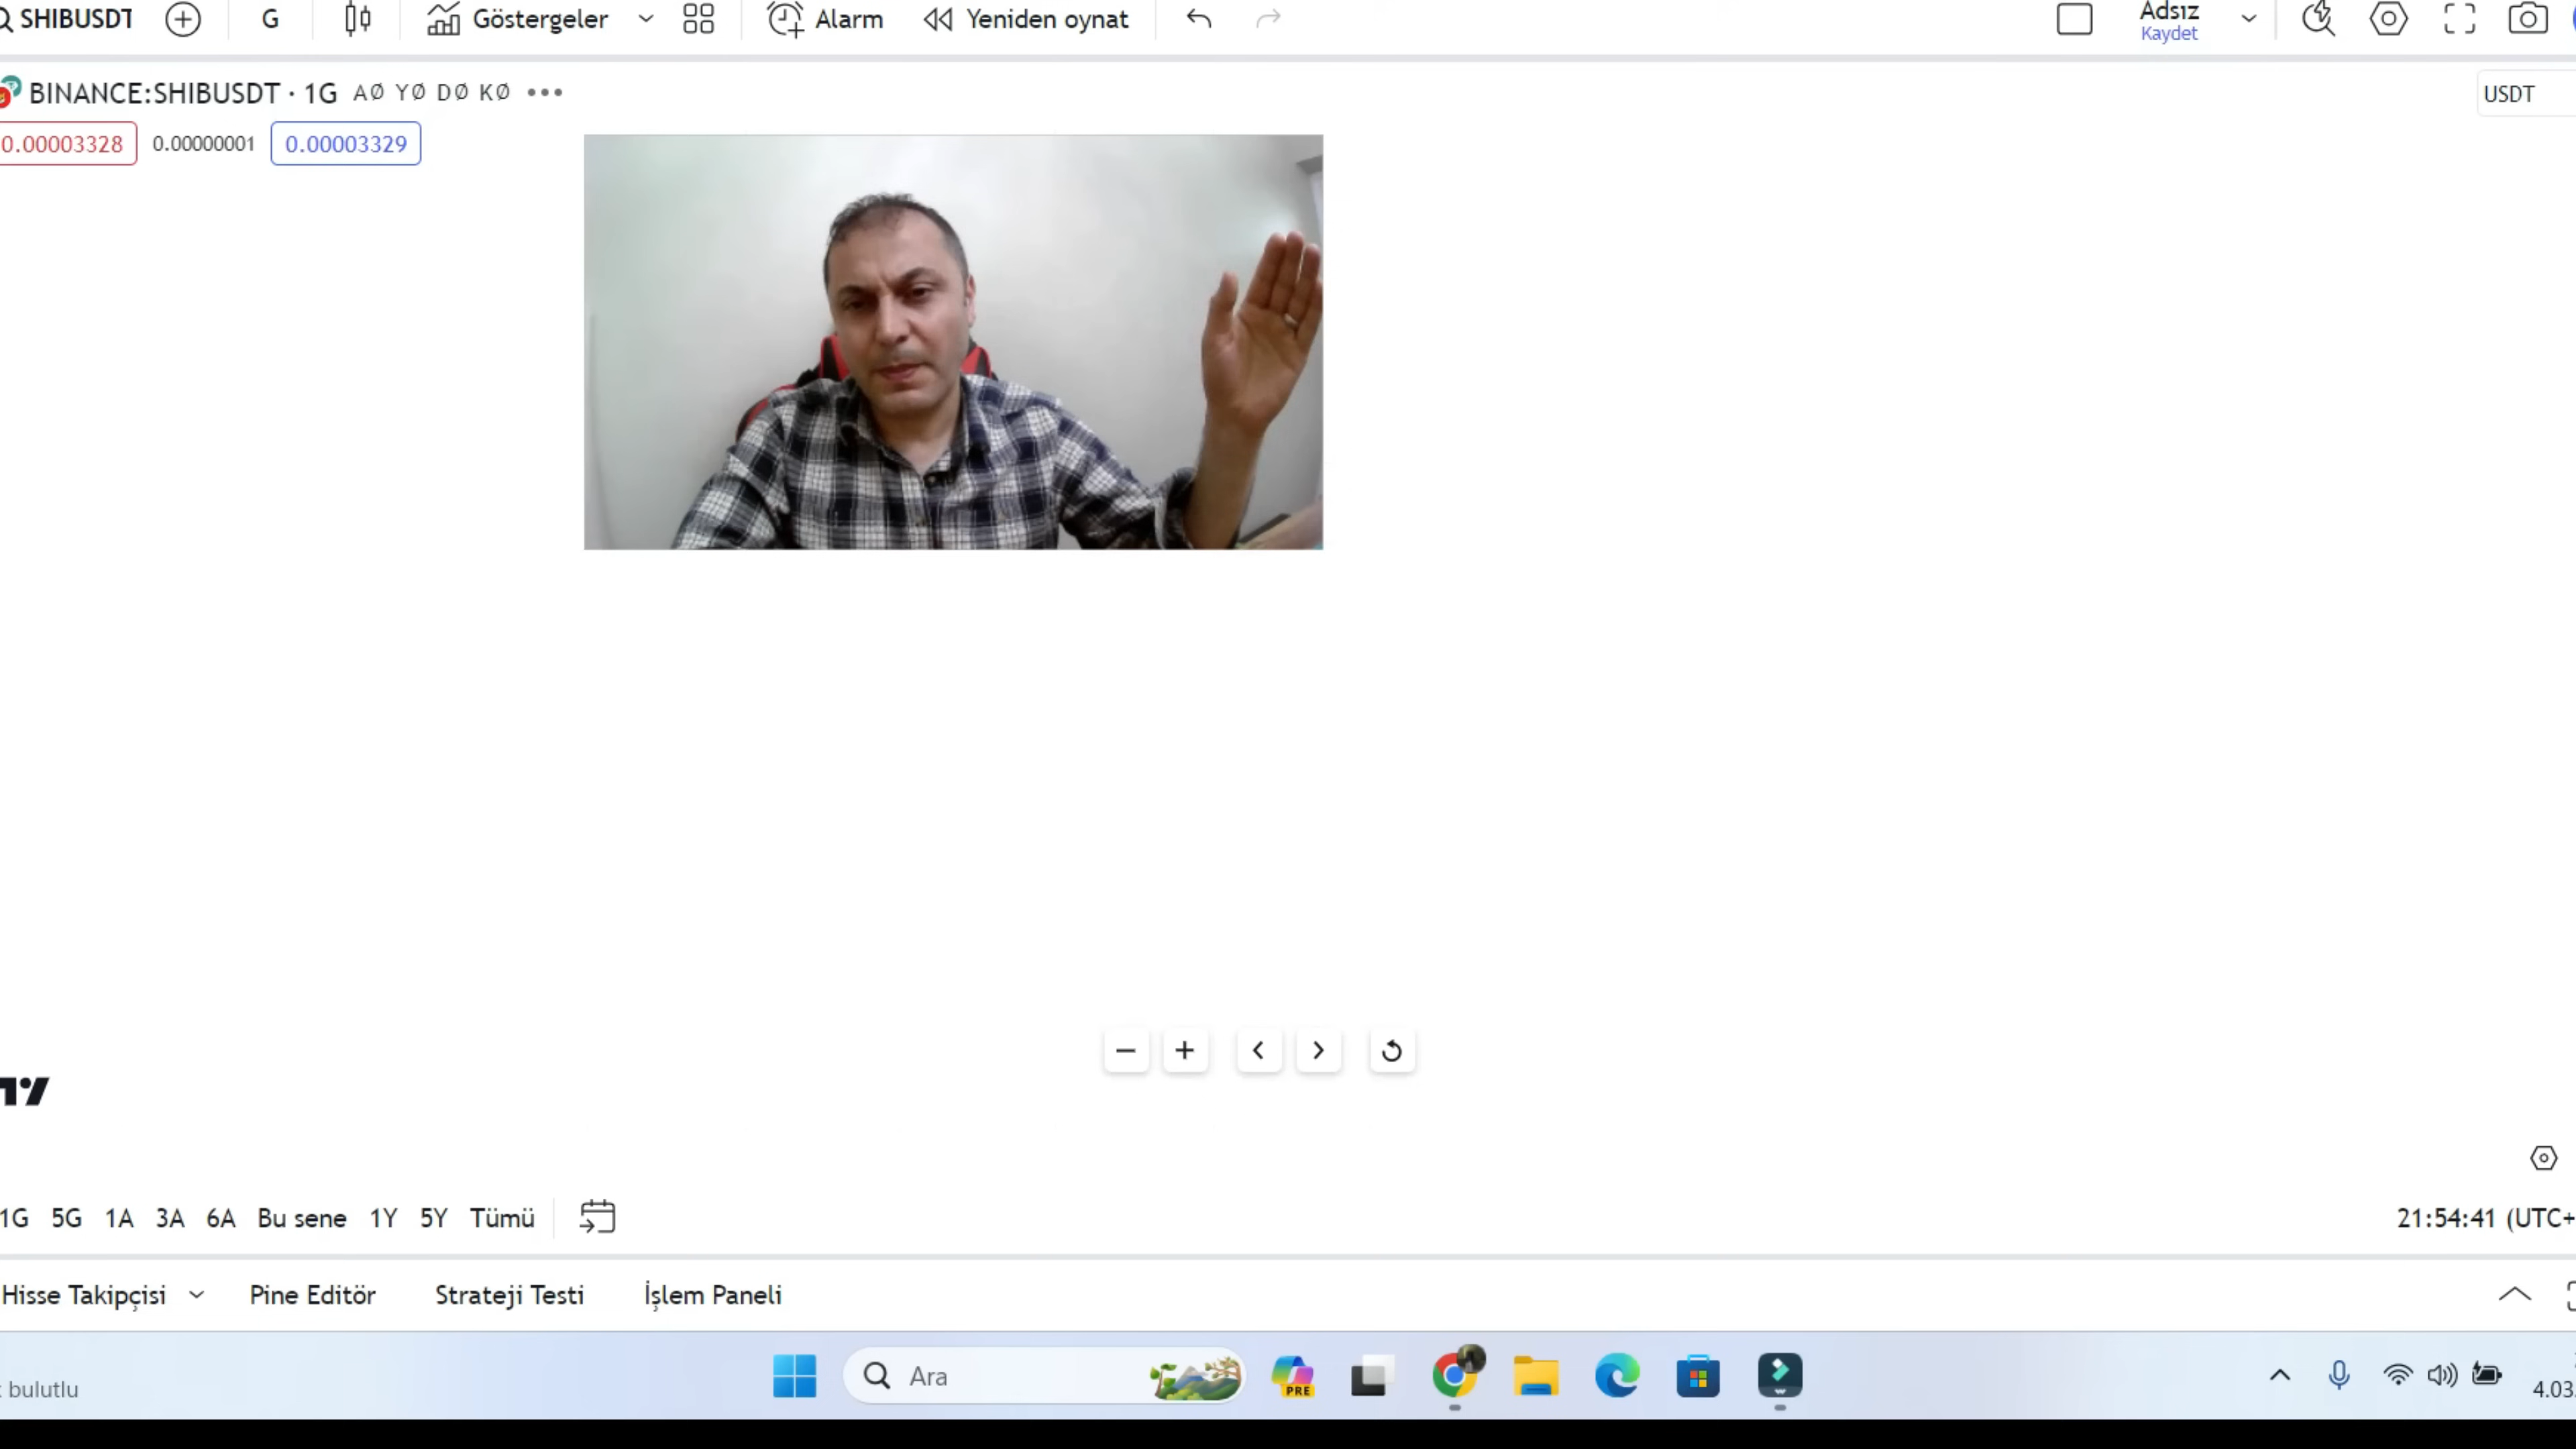 SHIBUSDT G Göstergeler Alarm Yeniden oynat Adsız
Kaydet
BINANCE:SHIBUSDT · 1G AØ YØ DØ KØ USDT
0.00003328 0.00000001 0.00003329
1G 5G 1A 3A 6A Bu sene 1Y 5Y Tümü 21:54:41 (UTC+
Hisse Takipçisi Pine Editör Strateji Testi İşlem Paneli
Ara
PRE
bulutlu
4.03.